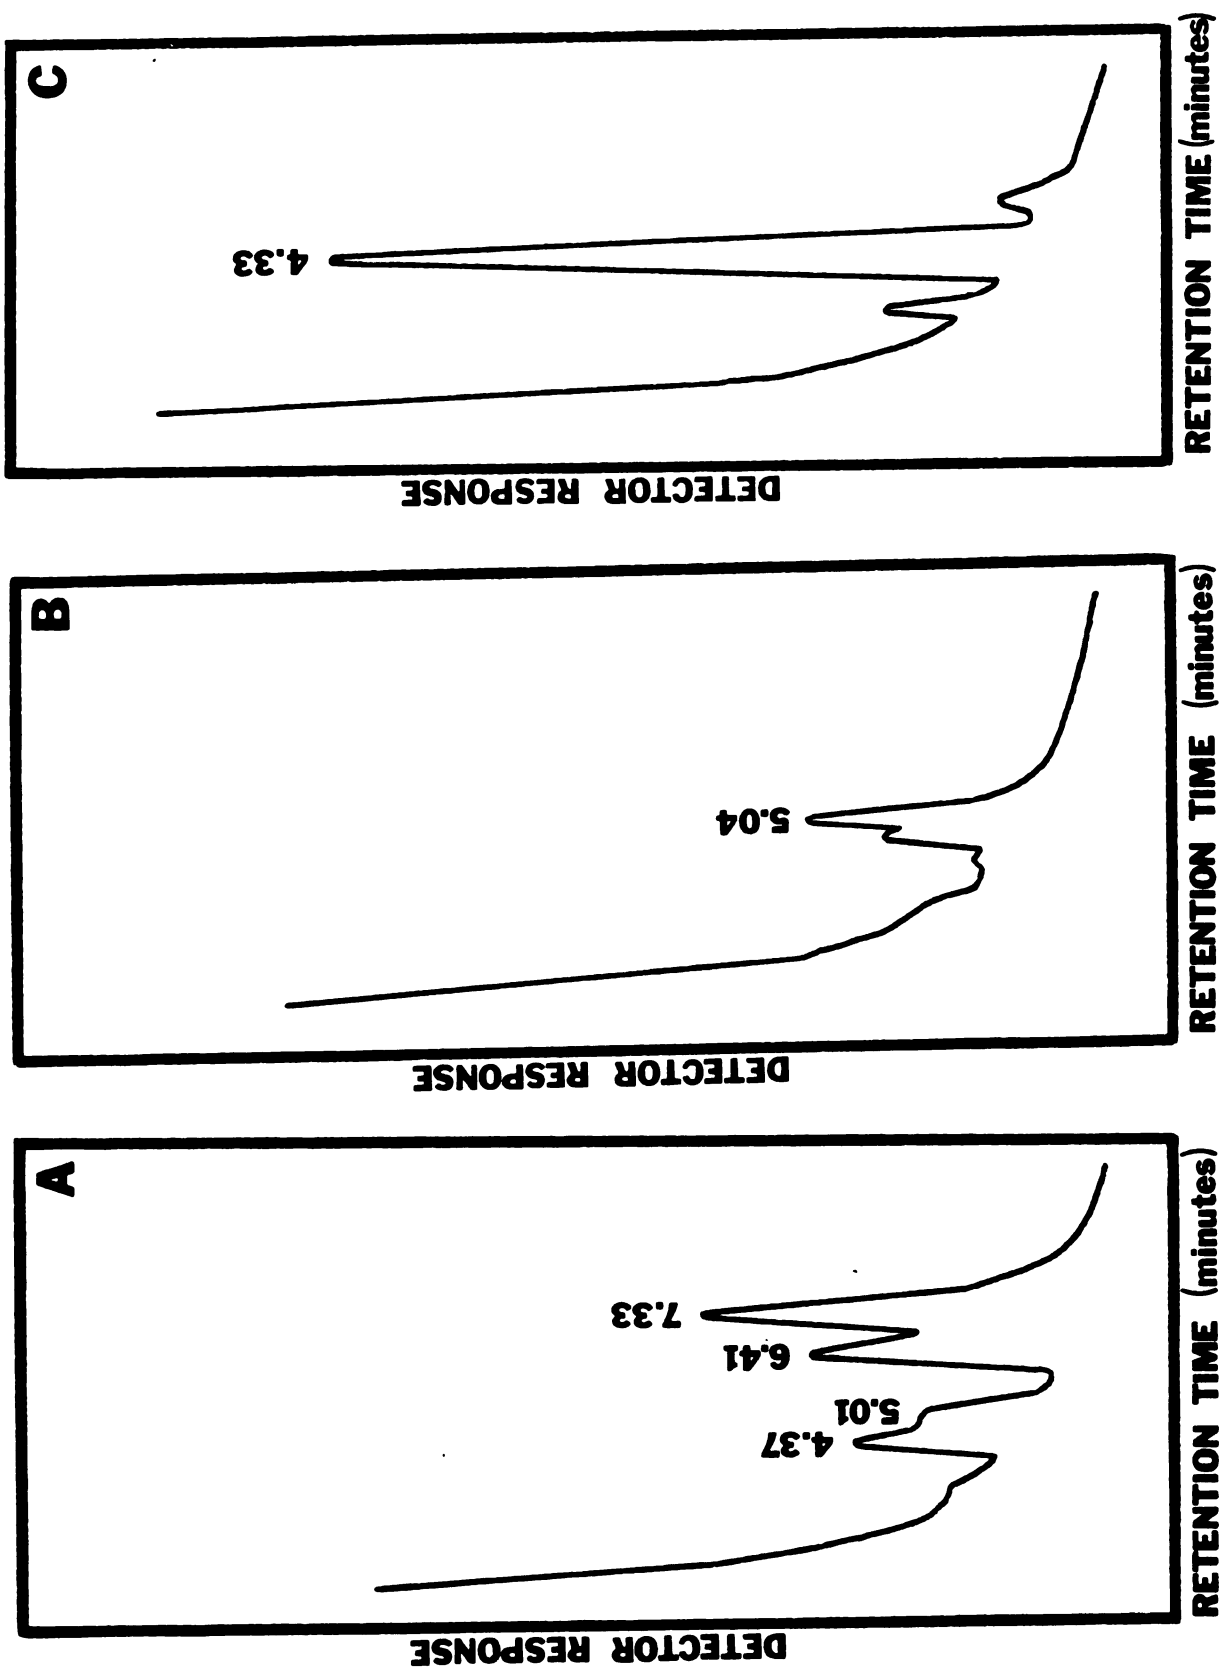 A
7.33
6.41
5.01
4.37
DETECTOR RESPONSE
RETENTION TIME (minutes)
B
5.04
DETECTOR RESPONSE
RETENTION TIME (minutes)
C
4.33
DETECTOR RESPONSE
RETENTION TIME (minutes)